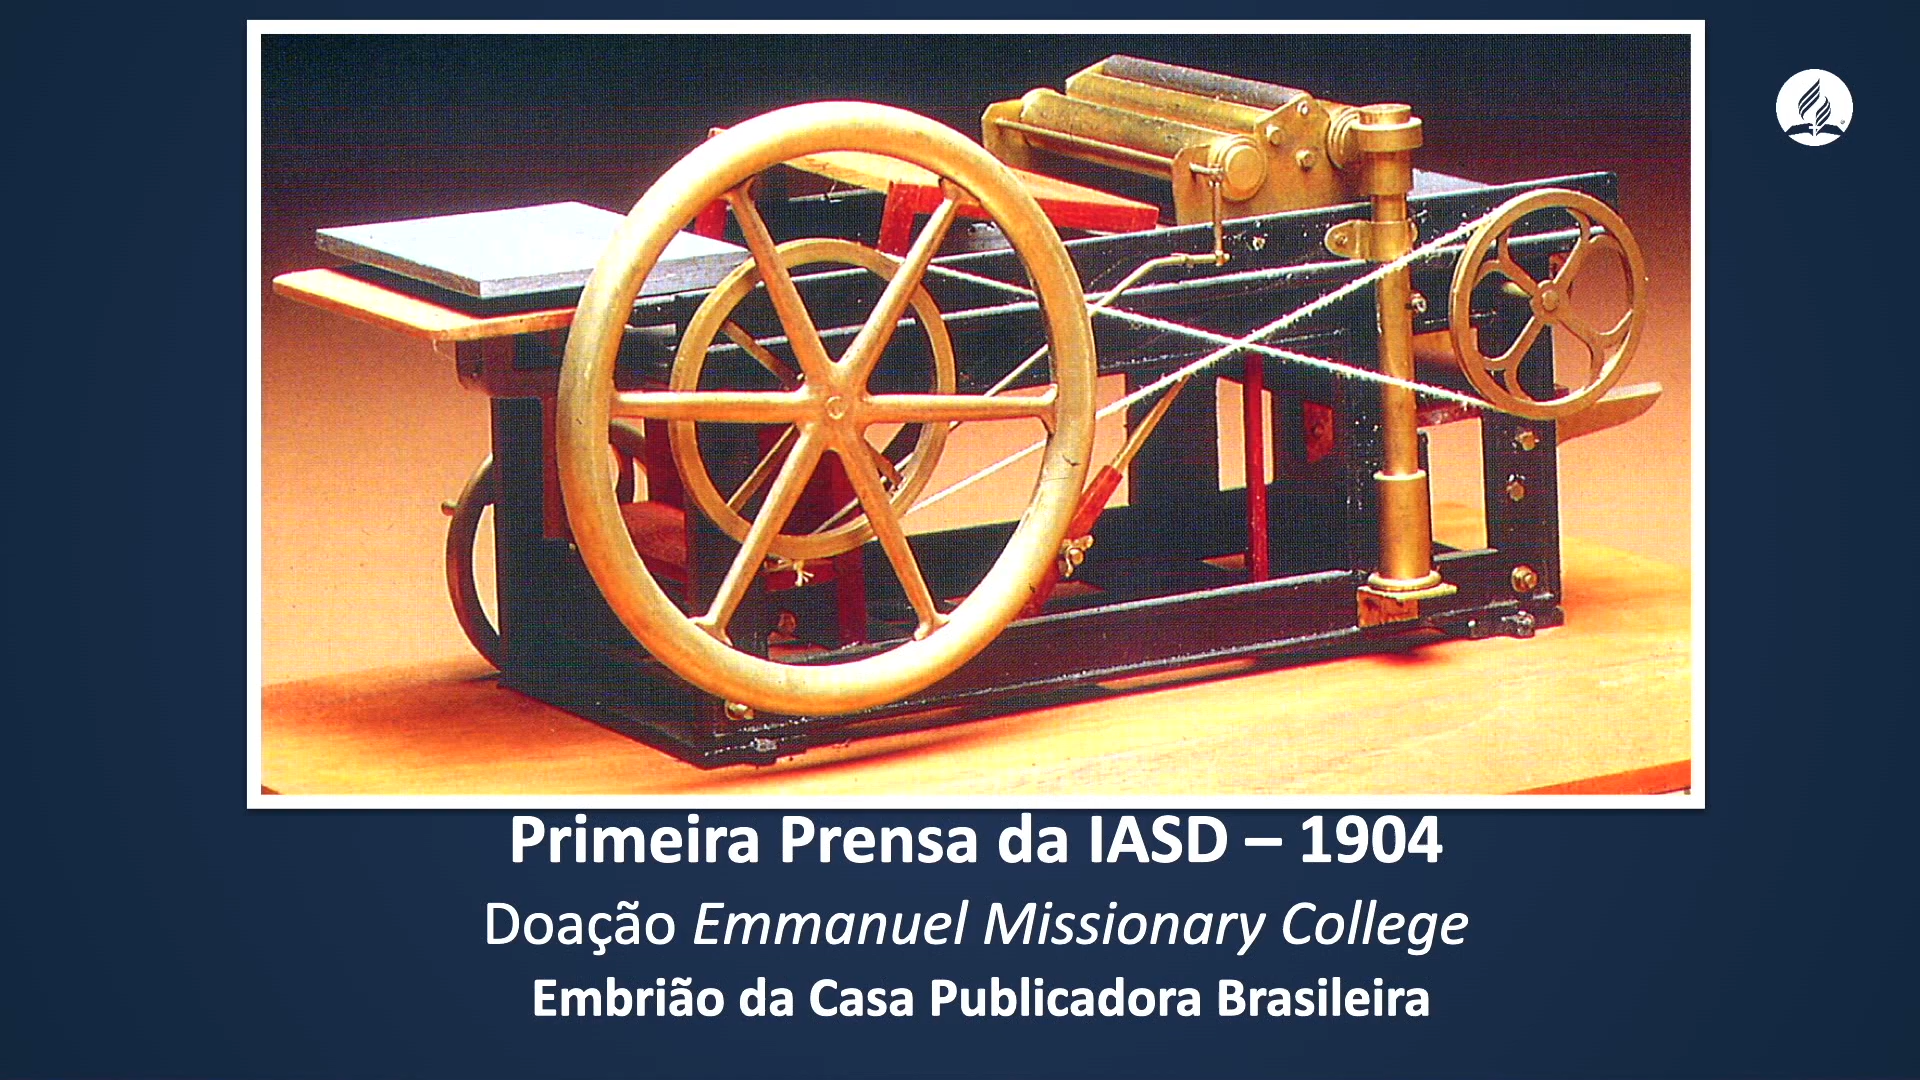 Primeira Prensa da IASD – 1904
Doação Emmanuel Missionary College
Embrião da Casa Publicadora Brasileira